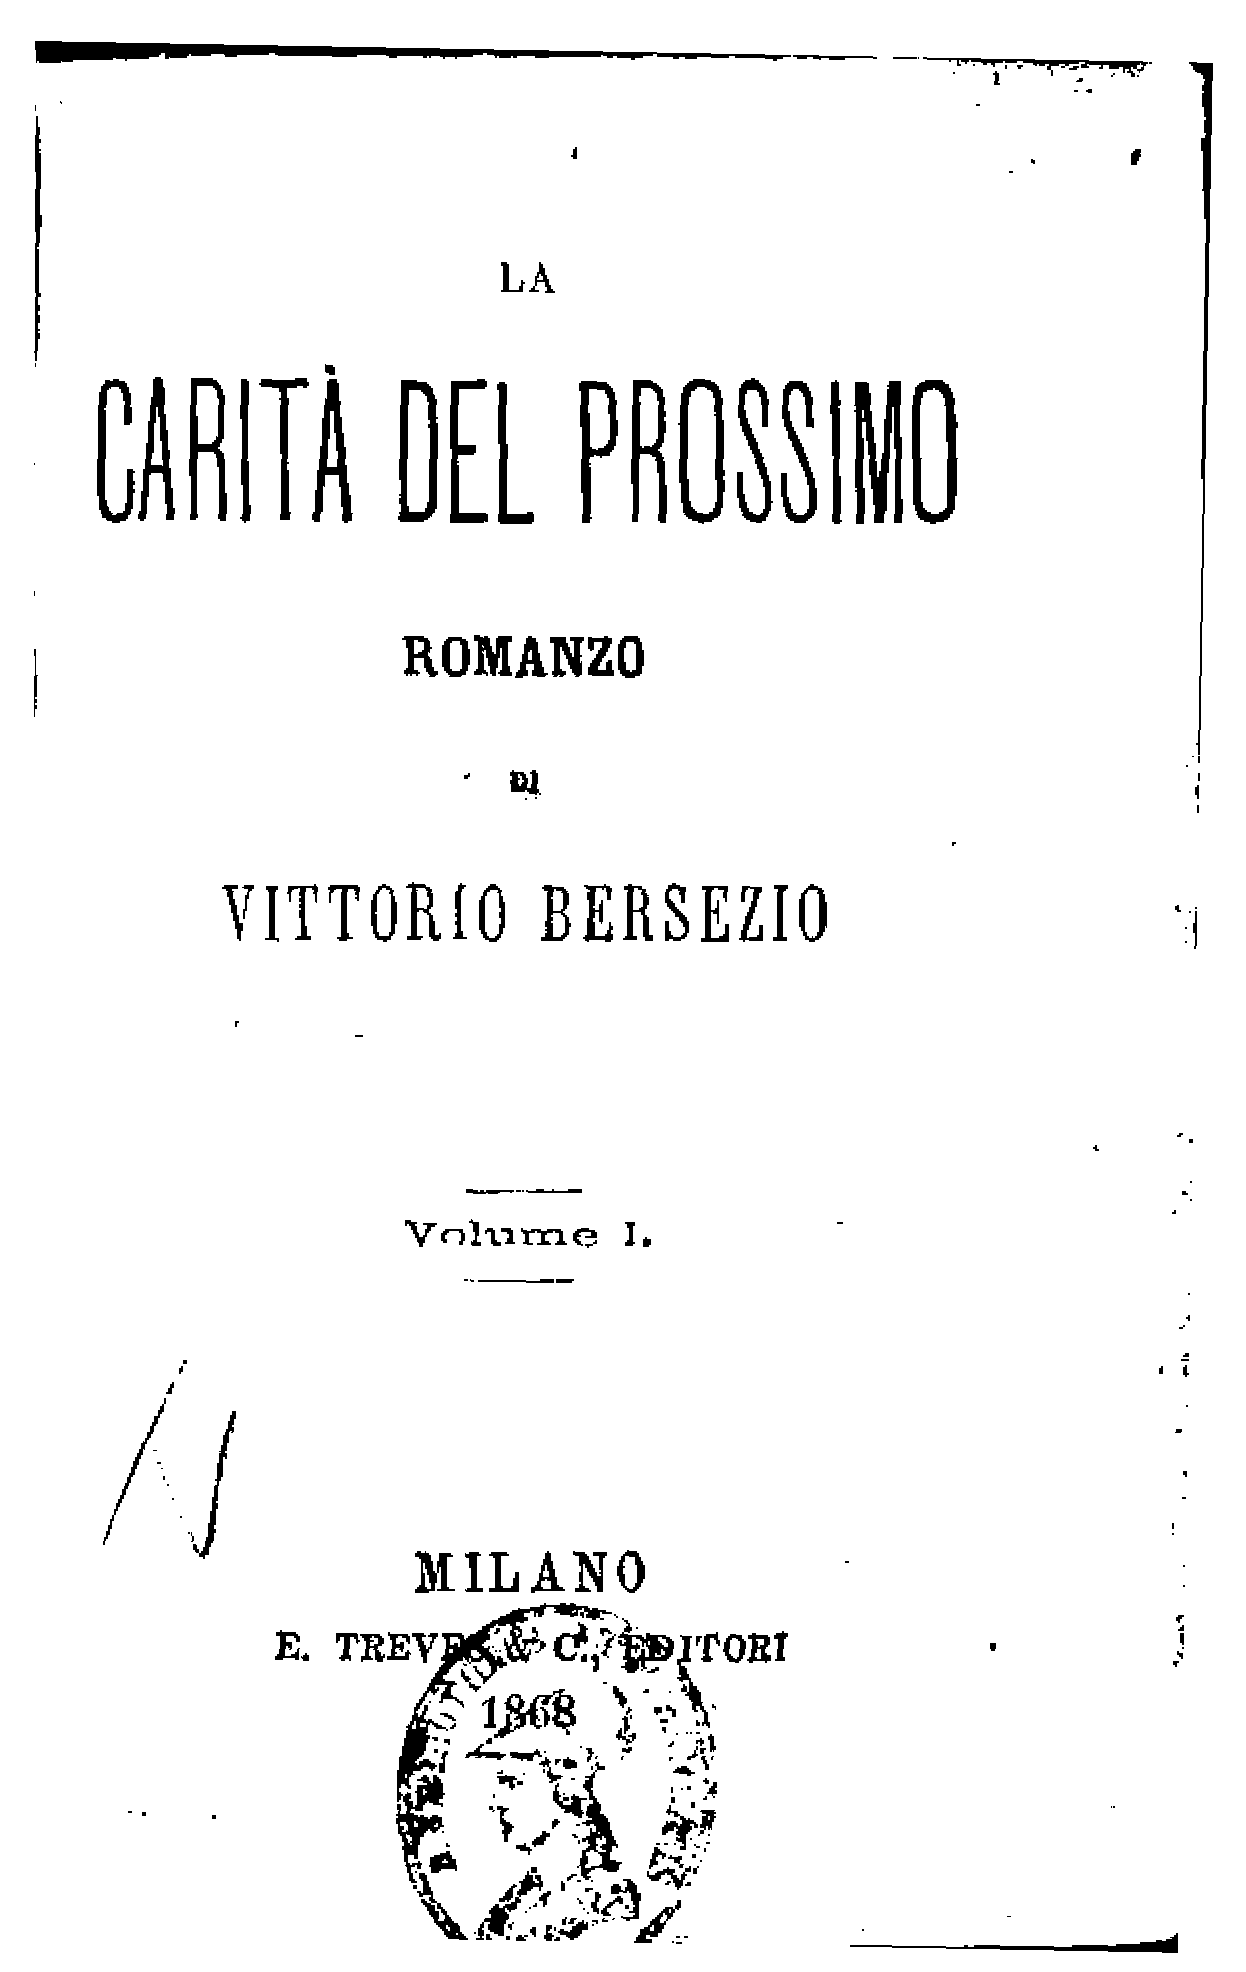 LA
CARITÀ DEL PROSSIMO
ROMANZO
DI
VITTORIO BERSEZIO
Volume I.
MILANO
E. TREVES & C., EDITORI
1868